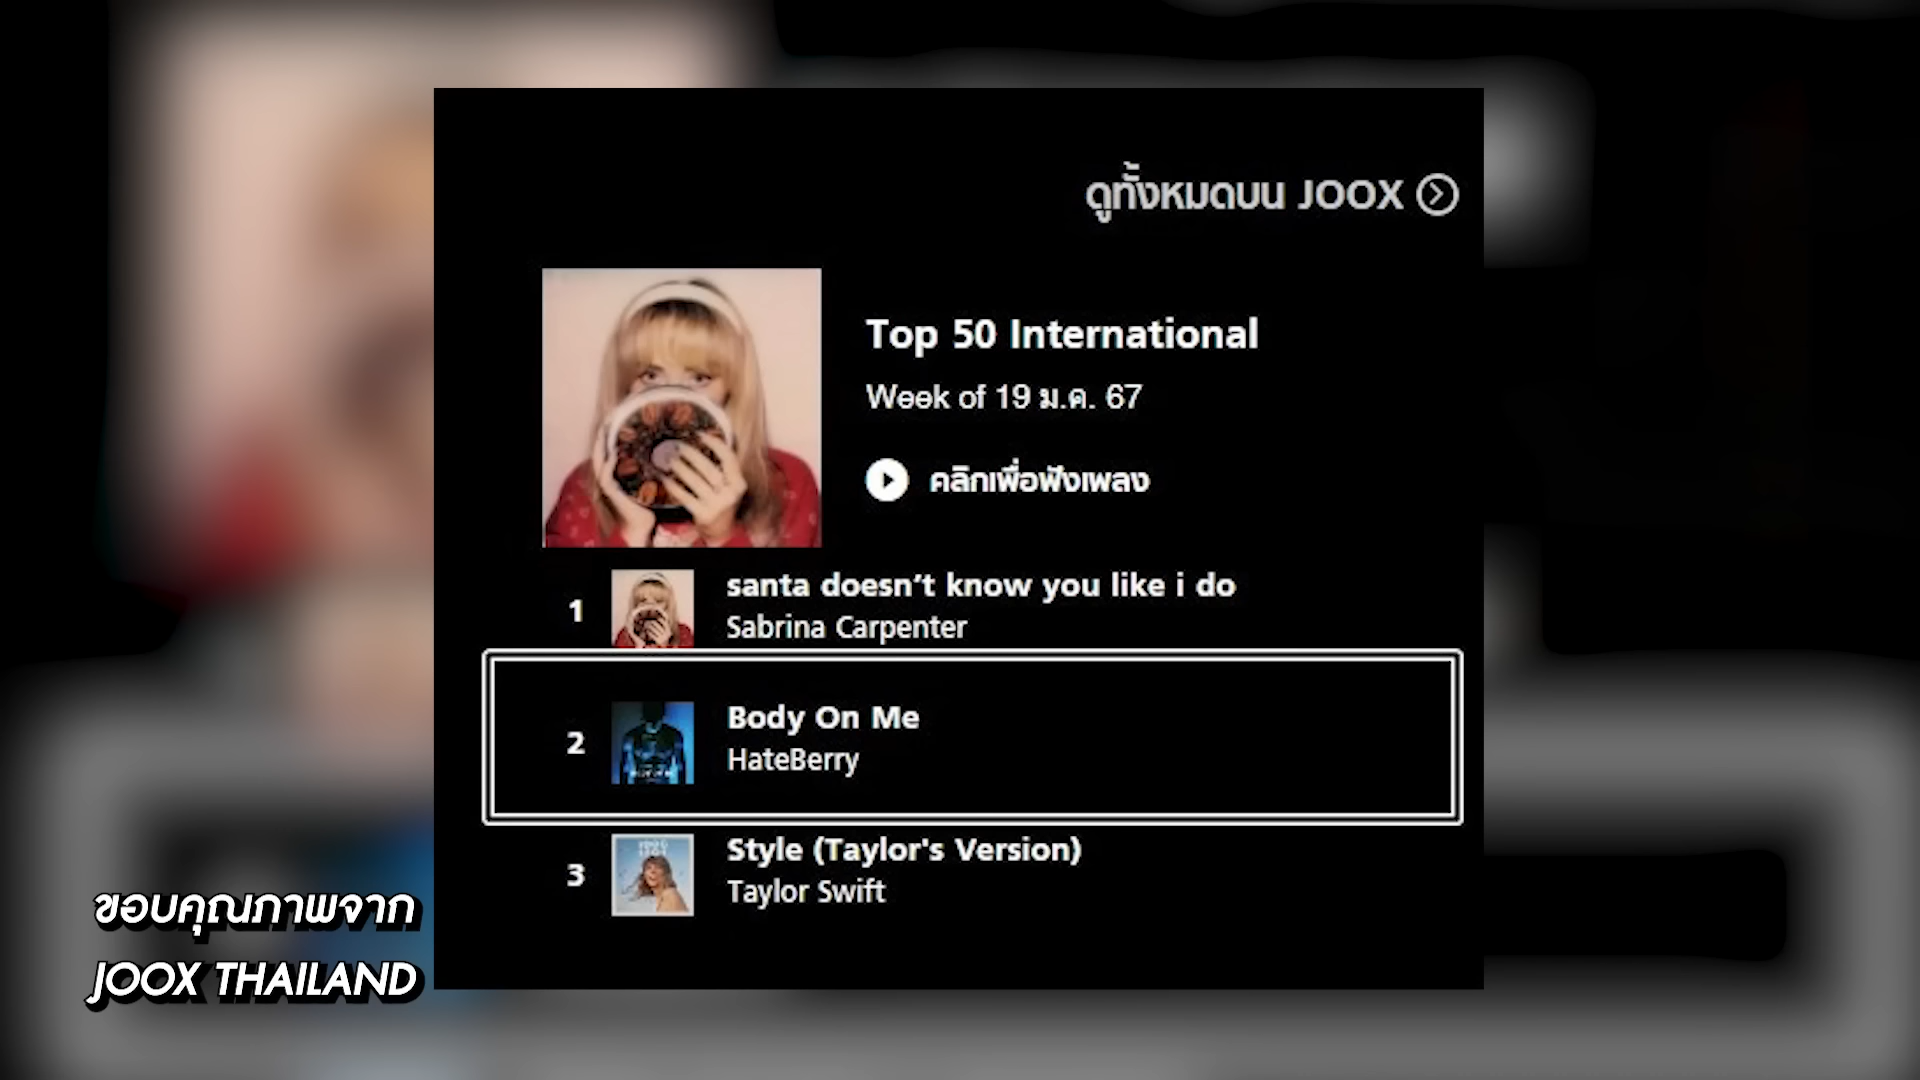 ดูทั้งหมดบน JOOX
Top 50 International
Week of 19 ม.ค. 67
คลิกเพื่อฟังเพลง
1
santa doesn’t know you like i do
Sabrina Carpenter
2
Body On Me
HateBerry
3
Style (Taylor's Version)
Taylor Swift
ขอบคุณภาพจาก
JOOX THAILAND